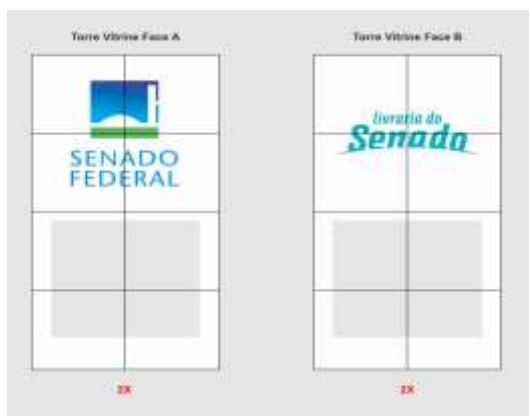 Torre Vitrine Face A
SENADO
FEDERAL
2X
Torre Vitrine Face B
livraria do
Senado
2X